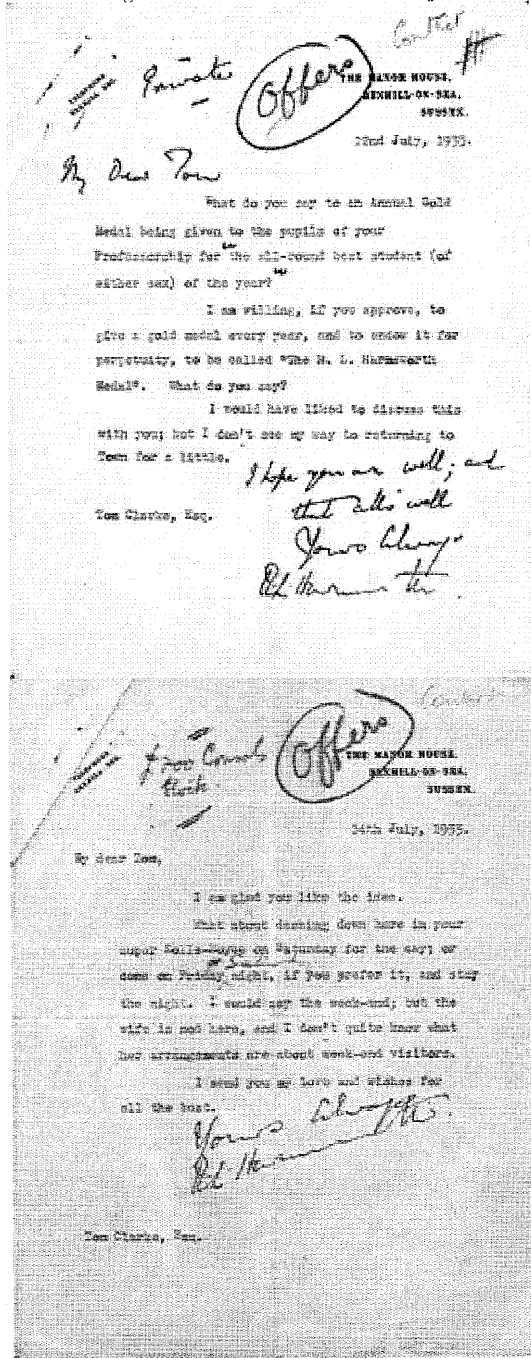 Private
Offers
THE MANOR HOUSE,
BEXHILL-ON-SEA,
SUSSEX.
July, 1935.
My Dear Tom
What do you say to an Annual Gold
Medal being given to the pupils of your
Professorship for the all-round best student (of
either sex) of the year?
I am willing, if you approve, to
give a gold medal every year, and to endow it for
perpetuity, to be called "The R. L. Harmsworth
Medal". What do you say?
I would have liked to discuss this
with you; but I don't see my way to returning to
Town for a little.
I hope you are well; and
that all's well
Tom Clarke, Esq.
Yours Always
RL Harmsworth
Offers
THE MANOR HOUSE,
BEXHILL-ON-SEA,
SUSSEX.
July, 1935.
My dear Tom,
I am glad you like the idea.
What about dashing down here in your
super Rolls-Royce on Saturday for the day; or
come on Friday night, if you prefer it, and stay
the night. I would say the week-end; but the
wife is not here, and I don't quite know what
her arrangements are about week-end visitors.
I send you my love and wishes for
all the best.
Yours Always
RL Harmsworth
Tom Clarke, Esq.